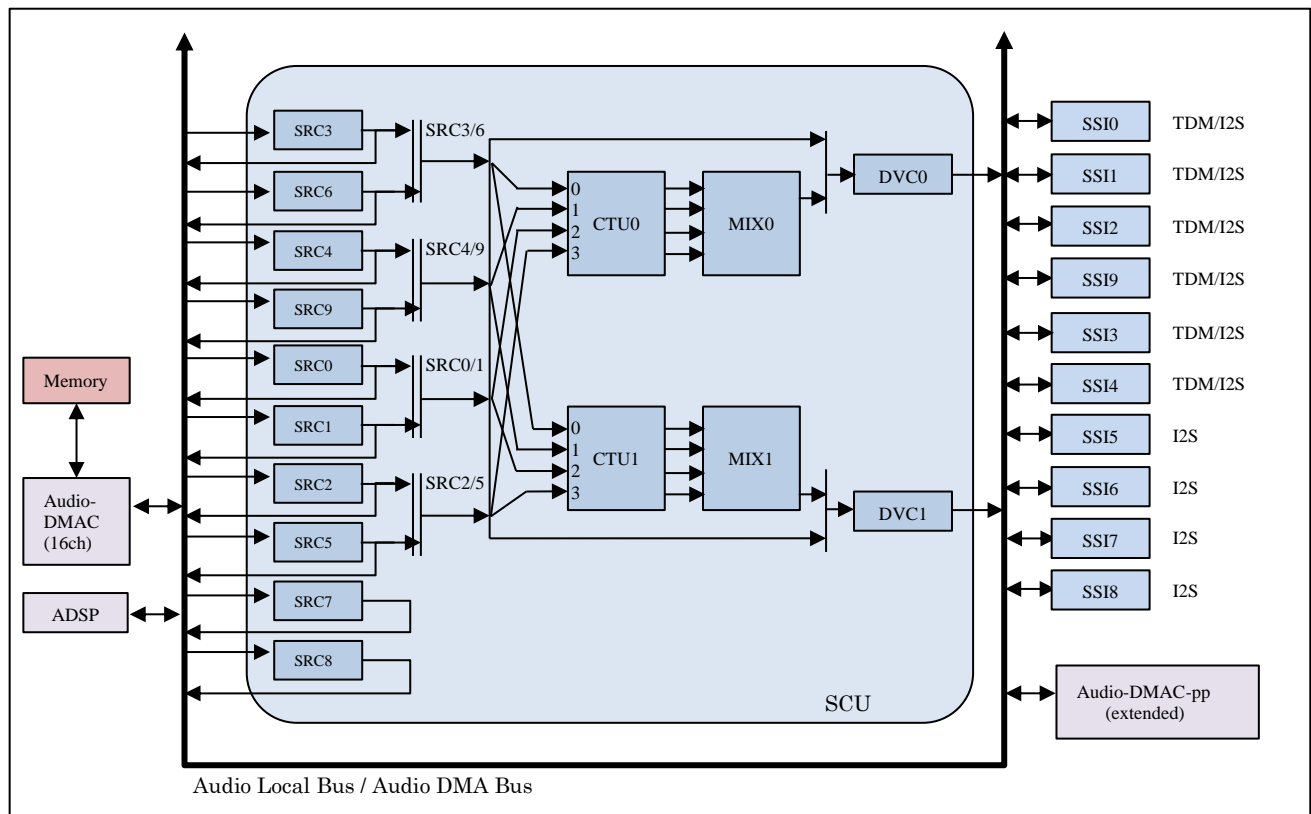 SRC3
SRC3/6
SRC6
SRC4
SRC4/9
SRC9
SRC0
SRC0/1
SRC1
SRC2
SRC2/5
SRC5
SRC7
SRC8
Memory
Audio-
DMAC
(16ch)
ADSP
0
1
2
3
CTU0
MIX0
DVC0
0
1
2
3
CTU1
MIX1
DVC1
SCU
SSI0 TDM/I2S
SSI1 TDM/I2S
SSI2 TDM/I2S
SSI9 TDM/I2S
SSI3 TDM/I2S
SSI4 TDM/I2S
SSI5 I2S
SSI6 I2S
SSI7 I2S
SSI8 I2S
Audio-DMAC-pp
(extended)
Audio Local Bus / Audio DMA Bus